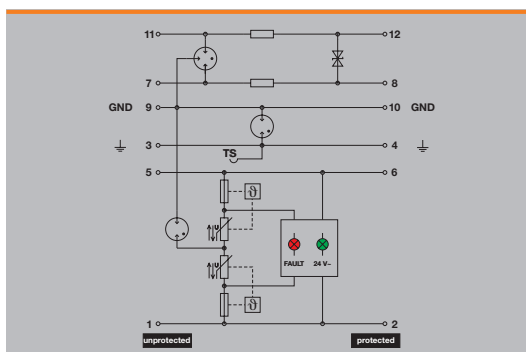 11 12
7 8
GND 9 10 GND
3 4
TS
5 6
ϑ
U
U
FAULT 24 V~
ϑ
1 2
unprotected protected